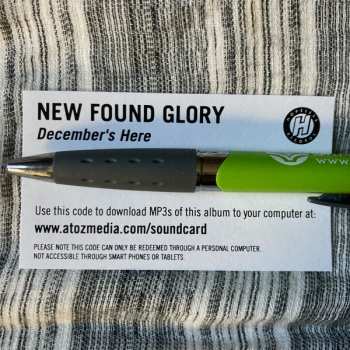 NEW FOUND GLORY
December's Here
www.
Use this code to download MP3s of this album to your computer at:
www.atozmedia.com/soundcard
PLEASE NOTE THIS CODE CAN ONLY BE REDEEMED THROUGH A PERSONAL COMPUTER.
NOT ACCESSIBLE THROUGH SMART PHONES OR TABLETS.